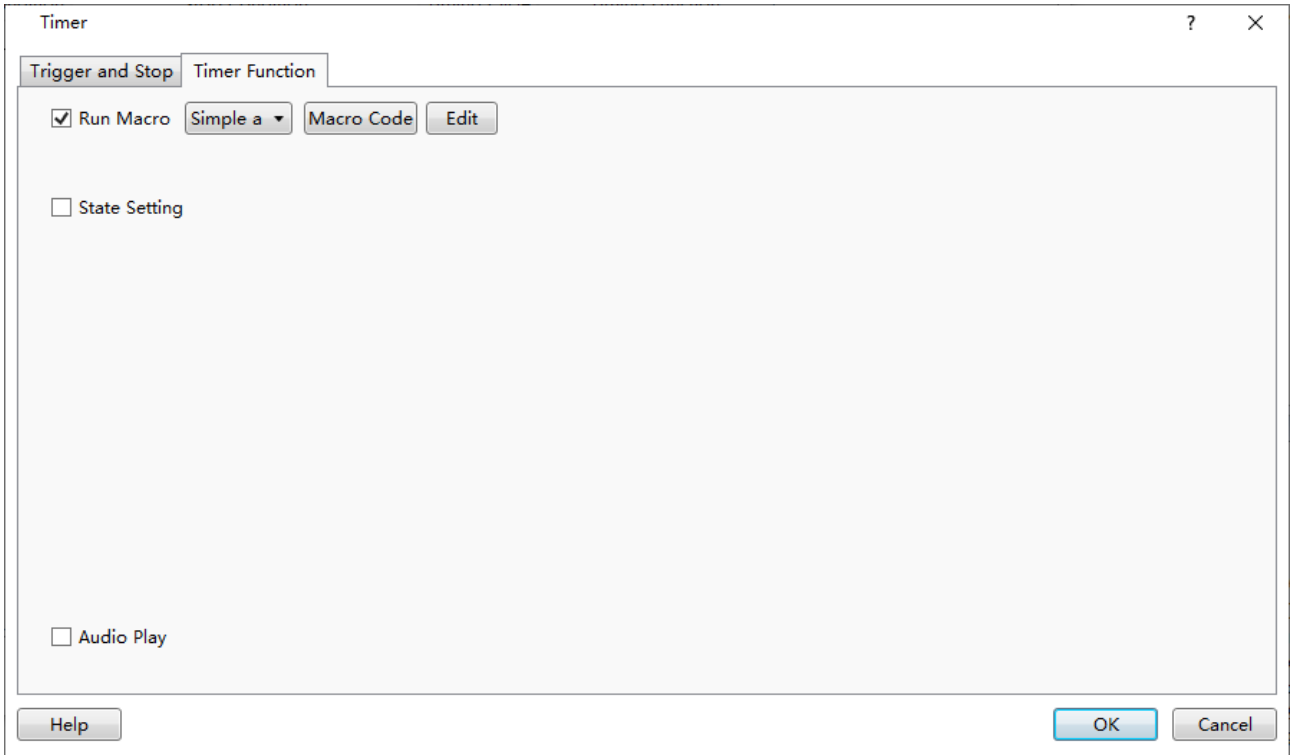 Timer ? ×
Trigger and Stop Timer Function
Run Macro Simple a Macro Code Edit
State Setting
Audio Play
Help OK Cancel